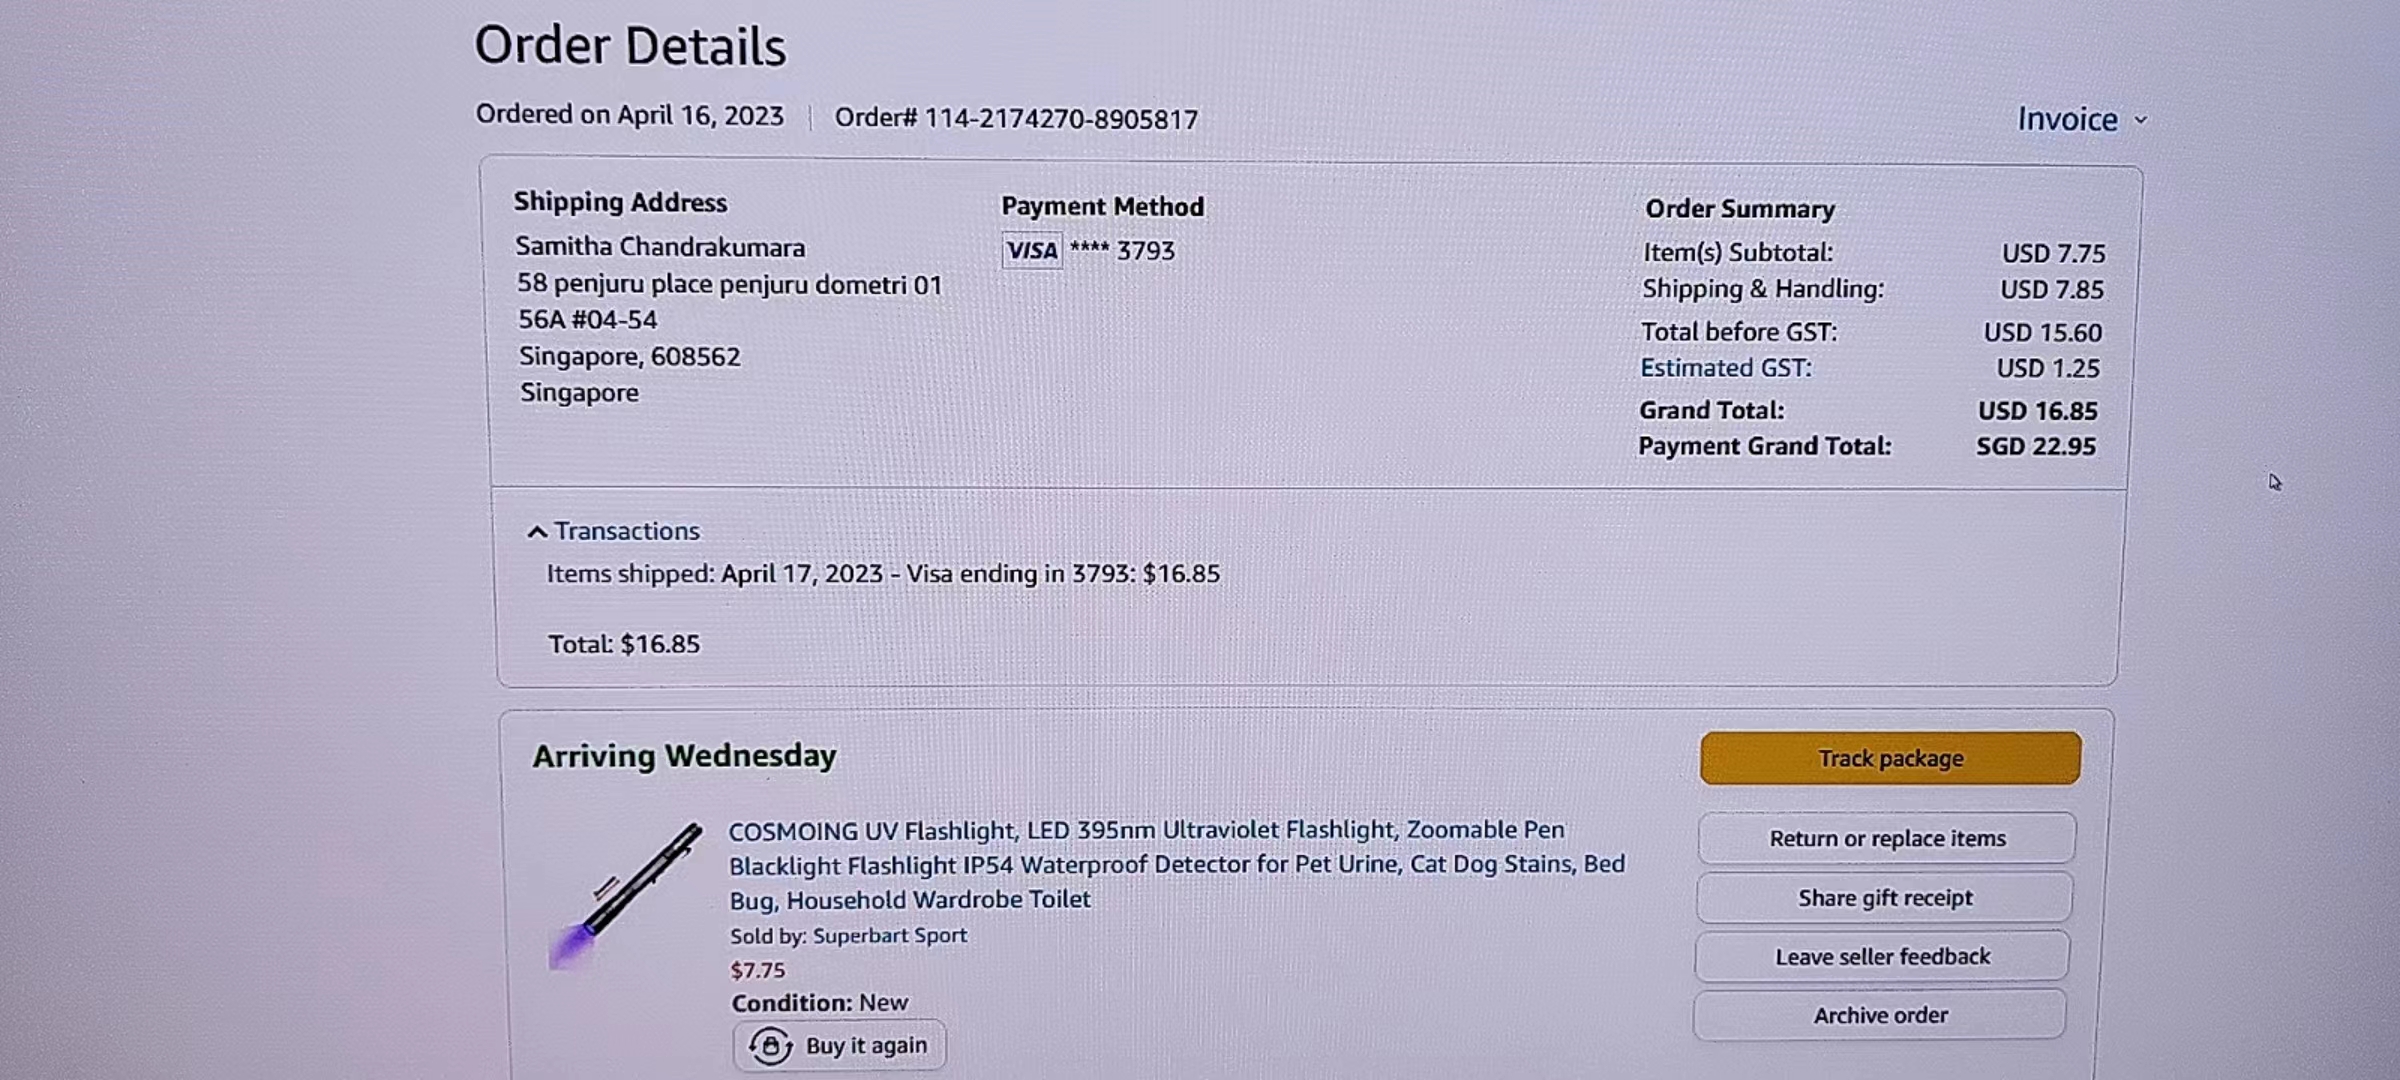 Order Details
Ordered on April 16, 2023 | Order# 114-2174270-8905817
Invoice
Shipping Address
Samitha Chandrakumara
58 penjuru place penjuru dometri 01
56A #04-54
Singapore, 608562
Singapore
Payment Method
VISA **** 3793
Order Summary
Item(s) Subtotal: USD 7.75
Shipping & Handling: USD 7.85
Total before GST: USD 15.60
Estimated GST: USD 1.25
Grand Total: USD 16.85
Payment Grand Total: SGD 22.95
Transactions
Items shipped: April 17, 2023 - Visa ending in 3793: $16.85
Total: $16.85
Arriving Wednesday
COSMOING UV Flashlight, LED 395nm Ultraviolet Flashlight, Zoomable Pen
Blacklight Flashlight IP54 Waterproof Detector for Pet Urine, Cat Dog Stains, Bed
Bug, Household Wardrobe Toilet
Sold by: Superbart Sport
$7.75
Condition: New
Buy it again
Track package
Return or replace items
Share gift receipt
Leave seller feedback
Archive order